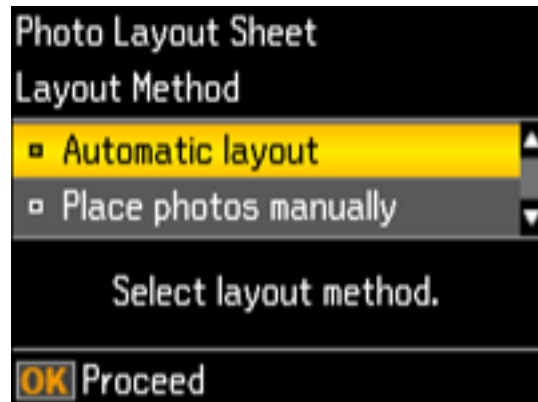 Photo Layout Sheet
Layout Method
Automatic layout
Place photos manually
Select layout method.
OK Proceed